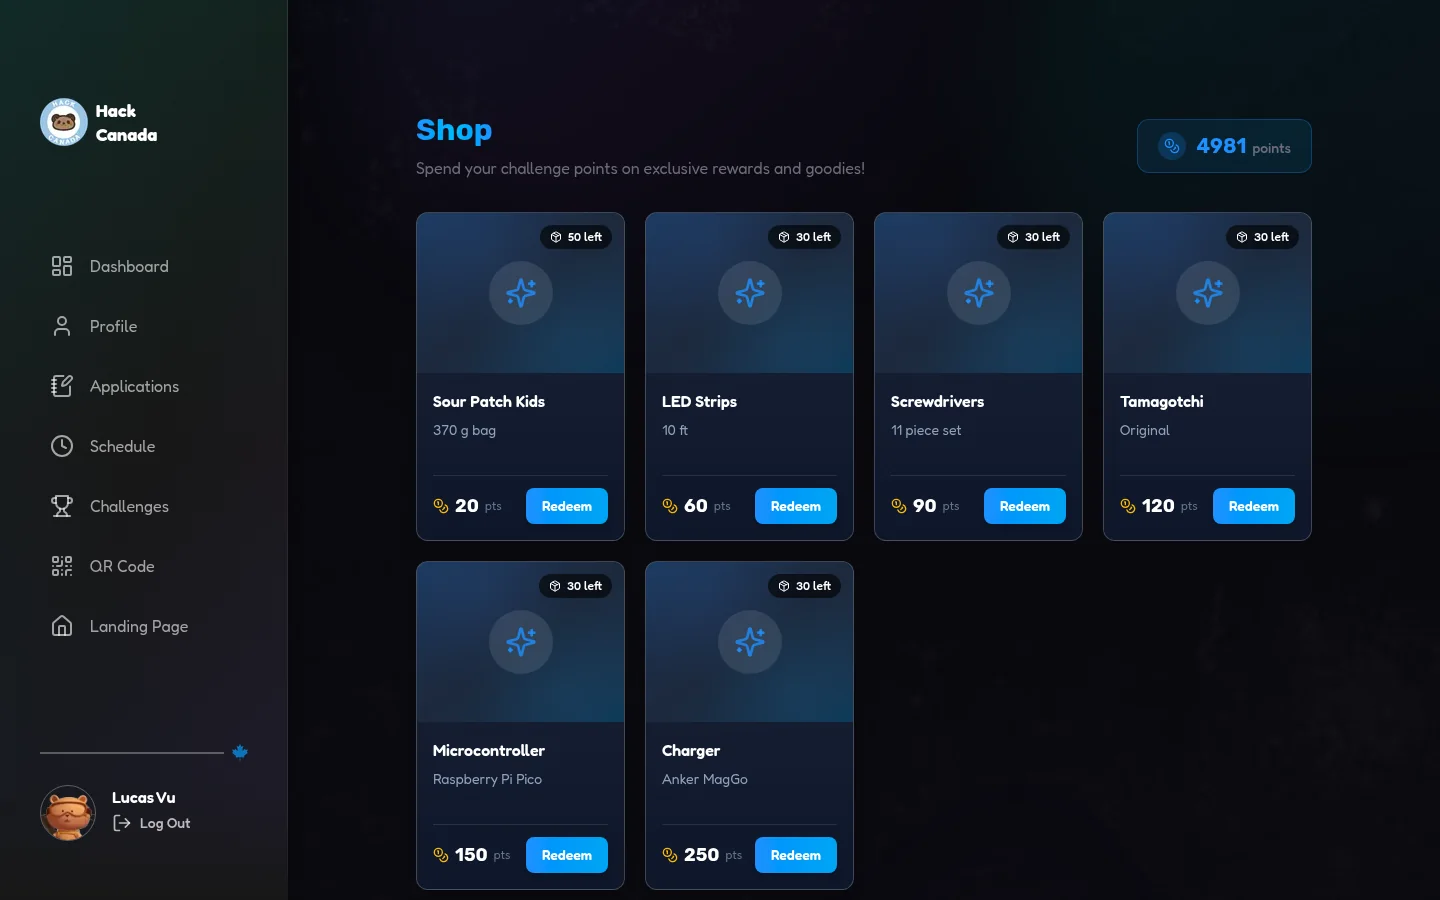 Hack
Canada
Dashboard
Profile
Applications
Schedule
Challenges
QR Code
Landing Page
Lucas Vu
Log Out
Shop
Spend your challenge points on exclusive rewards and goodies!
4981 points
50 left
Sour Patch Kids
370 g bag
20 pts
Redeem
30 left
LED Strips
10 ft
60 pts
Redeem
30 left
Screwdrivers
11 piece set
90 pts
Redeem
30 left
Tamagotchi
Original
120 pts
Redeem
30 left
Microcontroller
Raspberry Pi Pico
150 pts
Redeem
30 left
Charger
Anker MagGo
250 pts
Redeem